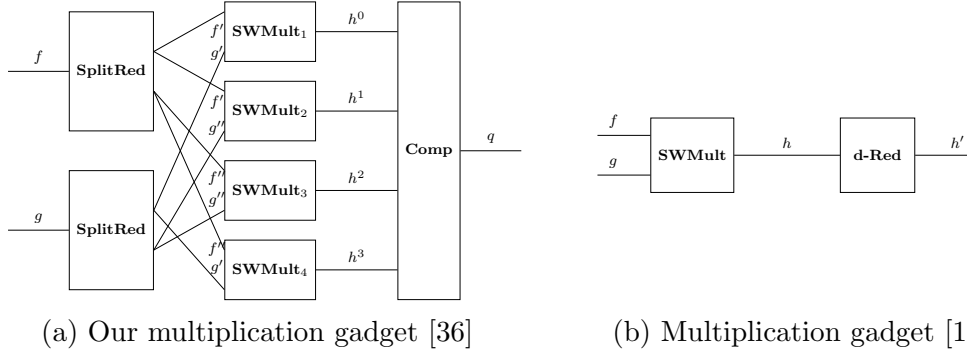 f
g
SplitRed
SplitRed
f′
g′
f′
g″
f″
g″
f″
g′
SWMult₁
SWMult₂
SWMult₃
SWMult₄
h⁰
h¹
h²
h³
Comp
q
(a) Our multiplication gadget [36]
f
g
SWMult
h
d-Red
h′
(b) Multiplication gadget [1